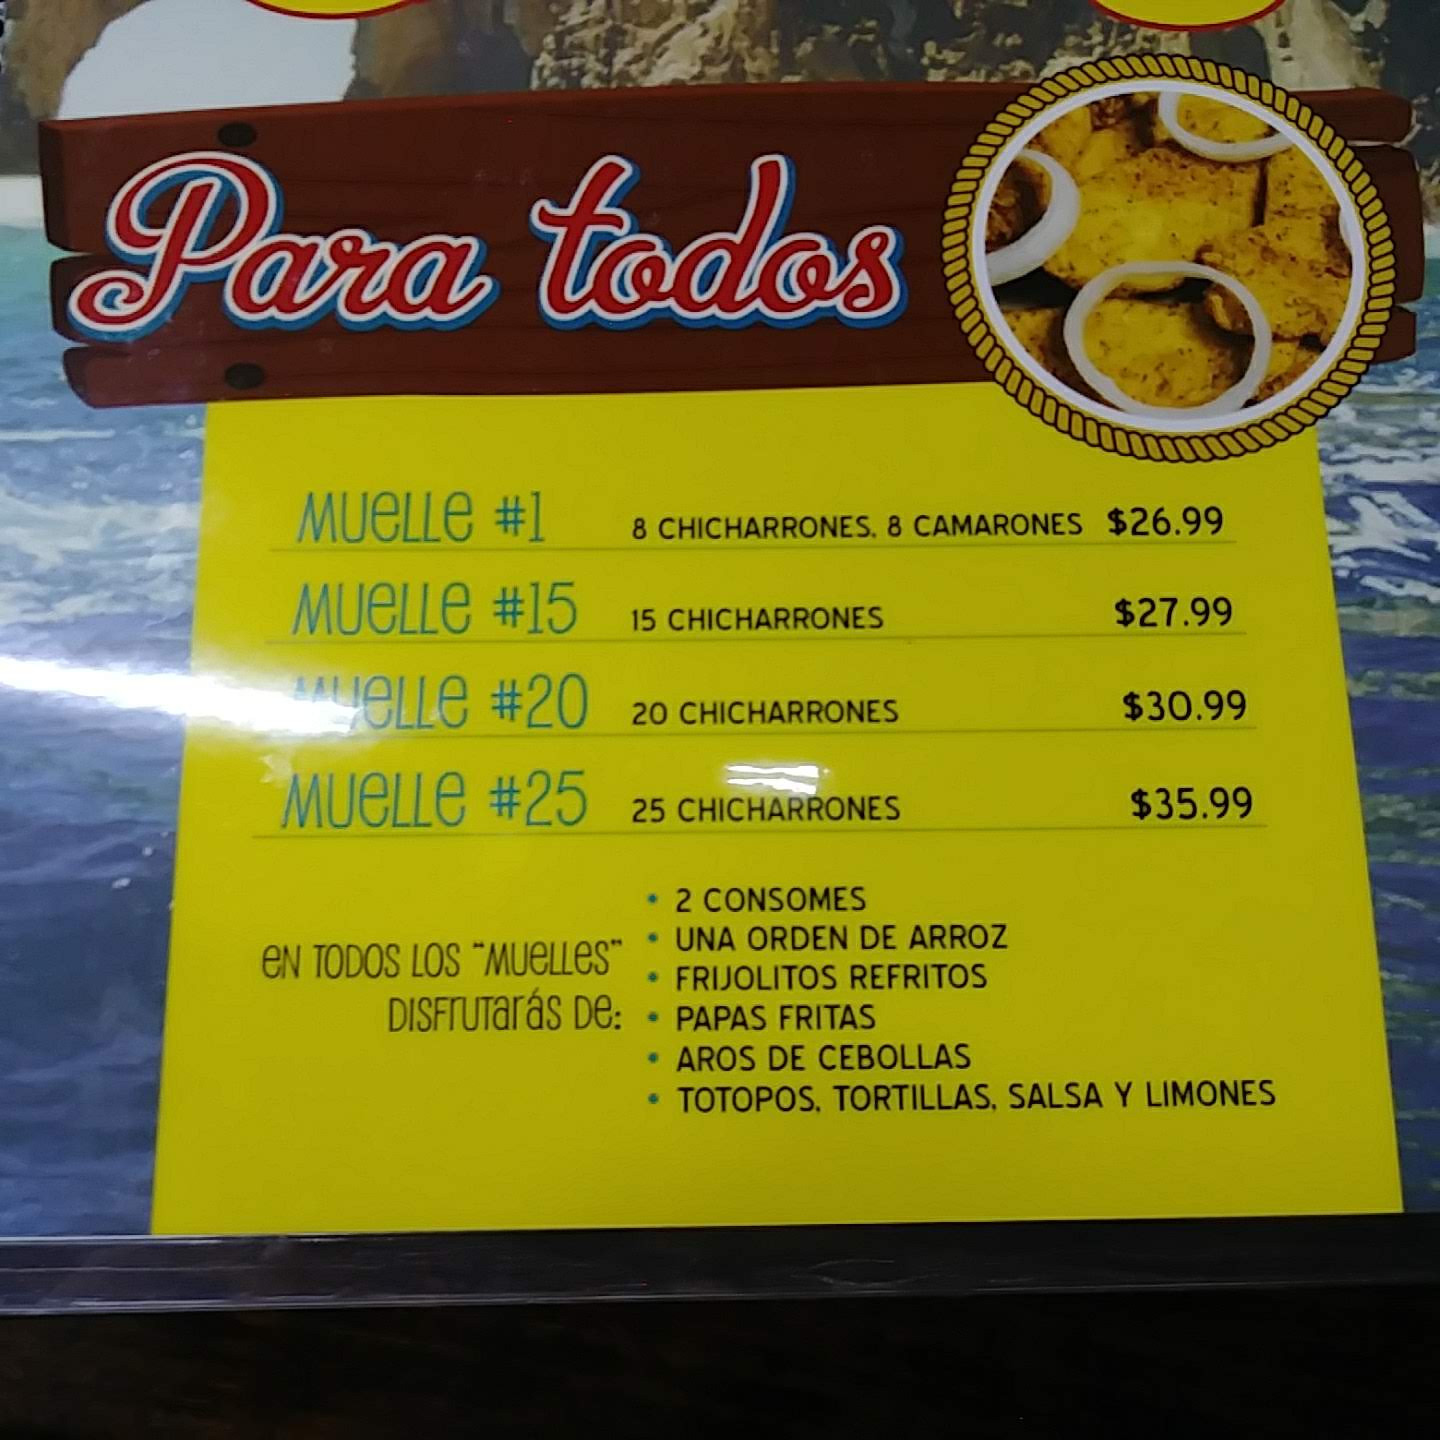 Para todos
MUELLE #1 8 CHICHARRONES, 8 CAMARONES $26.99
MUELLE #15 15 CHICHARRONES $27.99
MUELLE #20 20 CHICHARRONES $30.99
MUELLE #25 25 CHICHARRONES $35.99
EN TODOS LOS "MUELLES"
DISFRUTARÁS DE:
• 2 CONSOMES
• UNA ORDEN DE ARROZ
• FRIJOLITOS REFRITOS
• PAPAS FRITAS
• AROS DE CEBOLLAS
• TOTOPOS, TORTILLAS, SALSA Y LIMONES